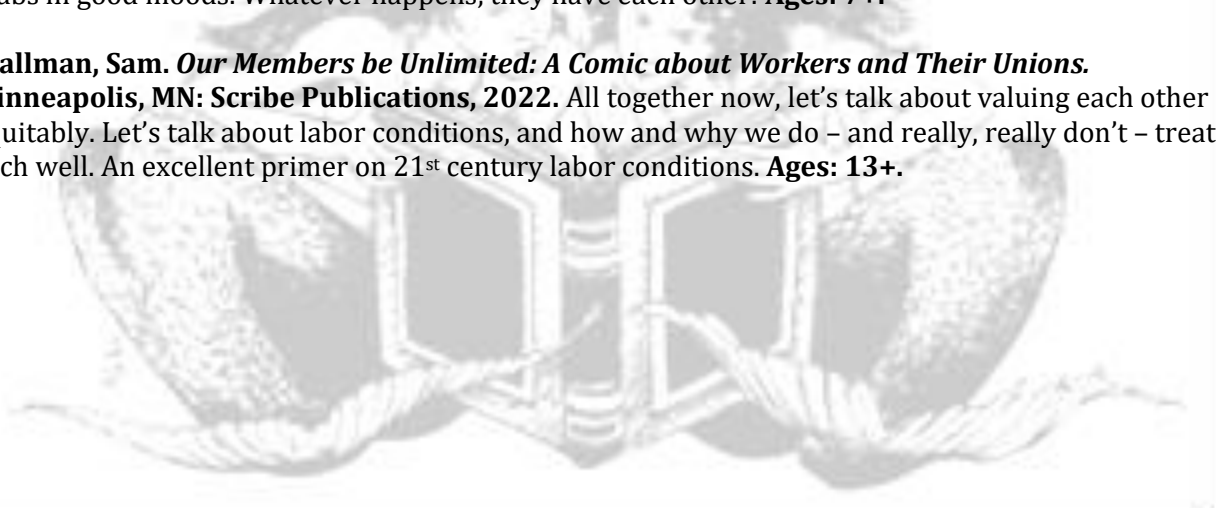 abs in good moods. Whatever happens, they have each other. Ages: 7+.
allman, Sam. Our Members be Unlimited: A Comic about Workers and Their Unions.
inneapolis, MN: Scribe Publications, 2022. All together now, let’s talk about valuing each other
uitably. Let’s talk about labor conditions, and how and why we do – and really, really don’t – treat
ch well. An excellent primer on 21st century labor conditions. Ages: 13+.